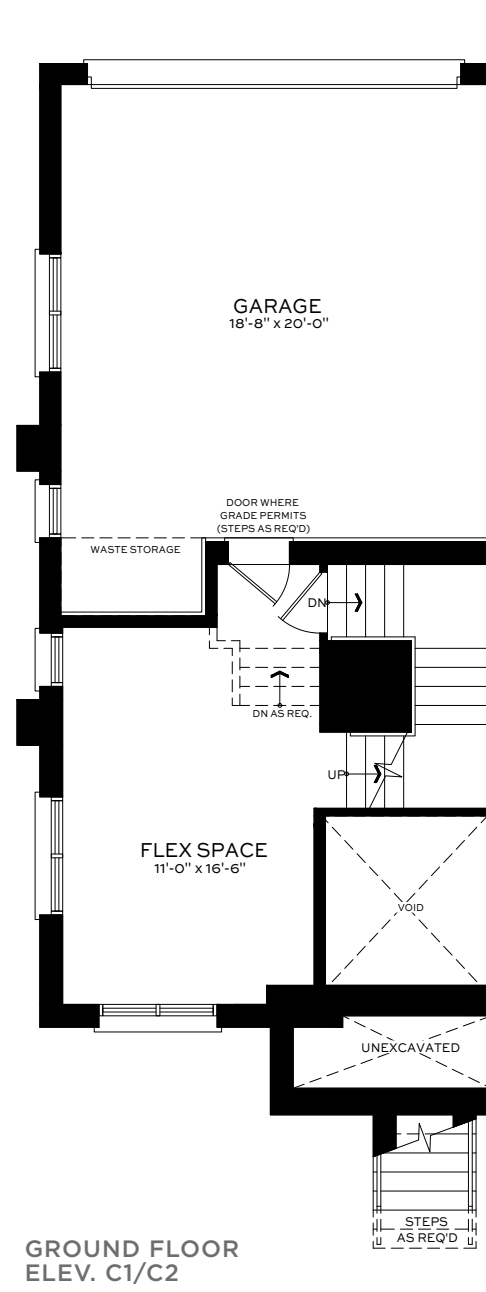 GARAGE
18'-8" x 20'-0"
DOOR WHERE
GRADE PERMITS
(STEPS AS REQ'D)
WASTE STORAGE
DN
DN AS REQ.
UP
FLEX SPACE
11'-0" x 16'-6"
VOID
UNEXCAVATED
STEPS
AS REQ'D
GROUND FLOOR
ELEV. C1/C2